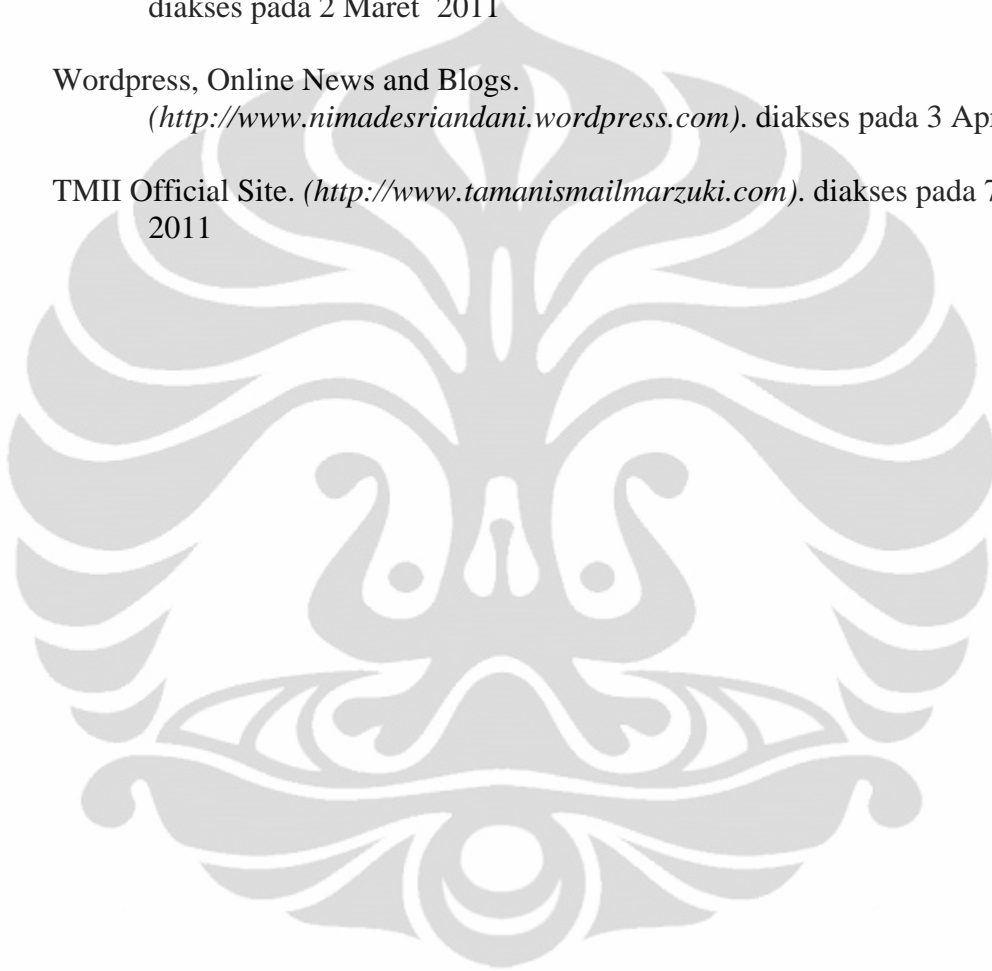 diakses pada 2 Maret 2011
Wordpress, Online News and Blogs.
(http://www.nimadesriandani.wordpress.com). diakses pada 3
TMII Official Site. (http://www.tamanismailmarzuki.com). diakses pada 7
2011